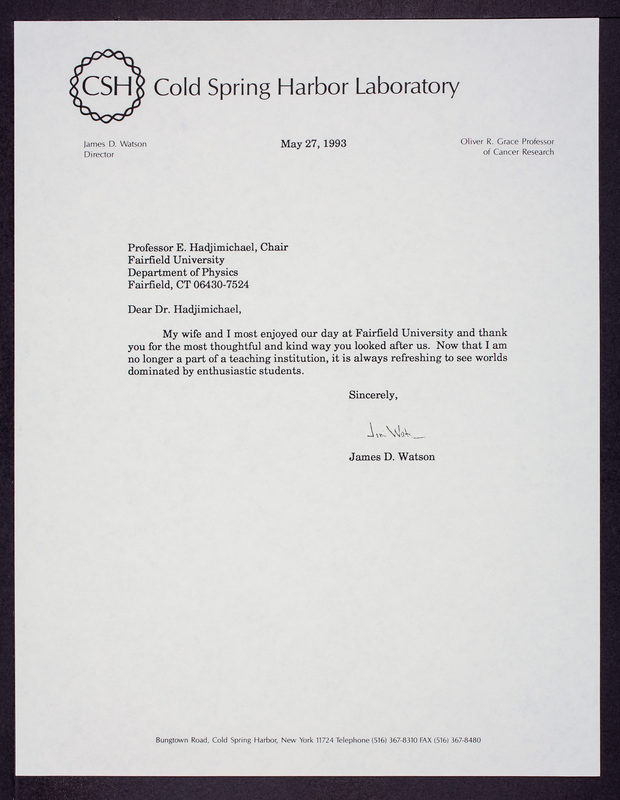 CSH Cold Spring Harbor Laboratory
James D. Watson
Director
May 27, 1993
Oliver R. Grace Professor
of Cancer Research
Professor E. Hadjimichael, Chair
Fairfield University
Department of Physics
Fairfield, CT 06430-7524
Dear Dr. Hadjimichael,
My wife and I most enjoyed our day at Fairfield University and thank
you for the most thoughtful and kind way you looked after us. Now that I am
no longer a part of a teaching institution, it is always refreshing to see worlds
dominated by enthusiastic students.
Sincerely,
Jim Wat
James D. Watson
Bungtown Road, Cold Spring Harbor, New York 11724 Telephone (516) 367-8310 FAX (516) 367-8480